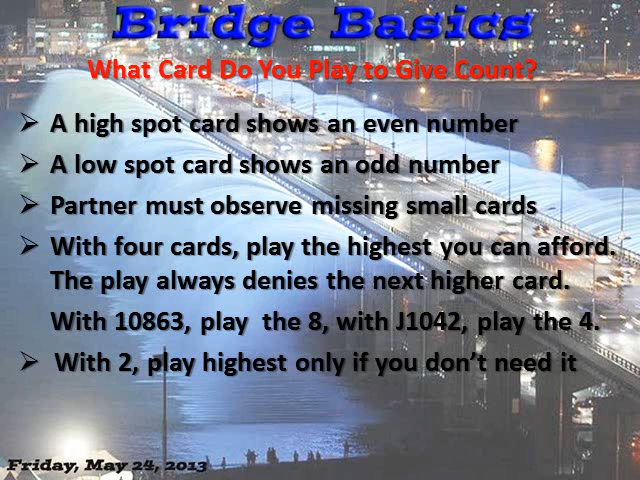 Bridge Basics
What Card Do You Play to Give Count?
➢ A high spot card shows an even number
➢ A low spot card shows an odd number
➢ Partner must observe missing small cards
➢ With four cards, play the highest you can afford.
The play always denies the next higher card.
With 10863, play the 8, with J1042, play the 4.
➢ With 2, play highest only if you don't need it
Friday, May 24, 2013